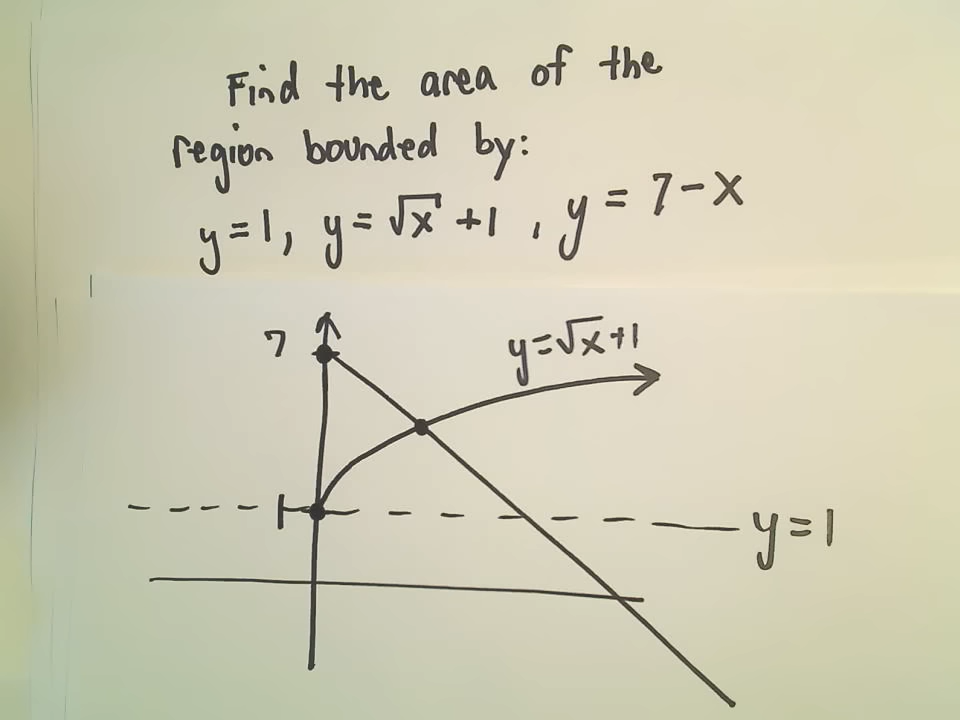 Find the area of the
region bounded by:
y=1, y=√x+1, y=7-x
7
y=√x+1
1
y=1